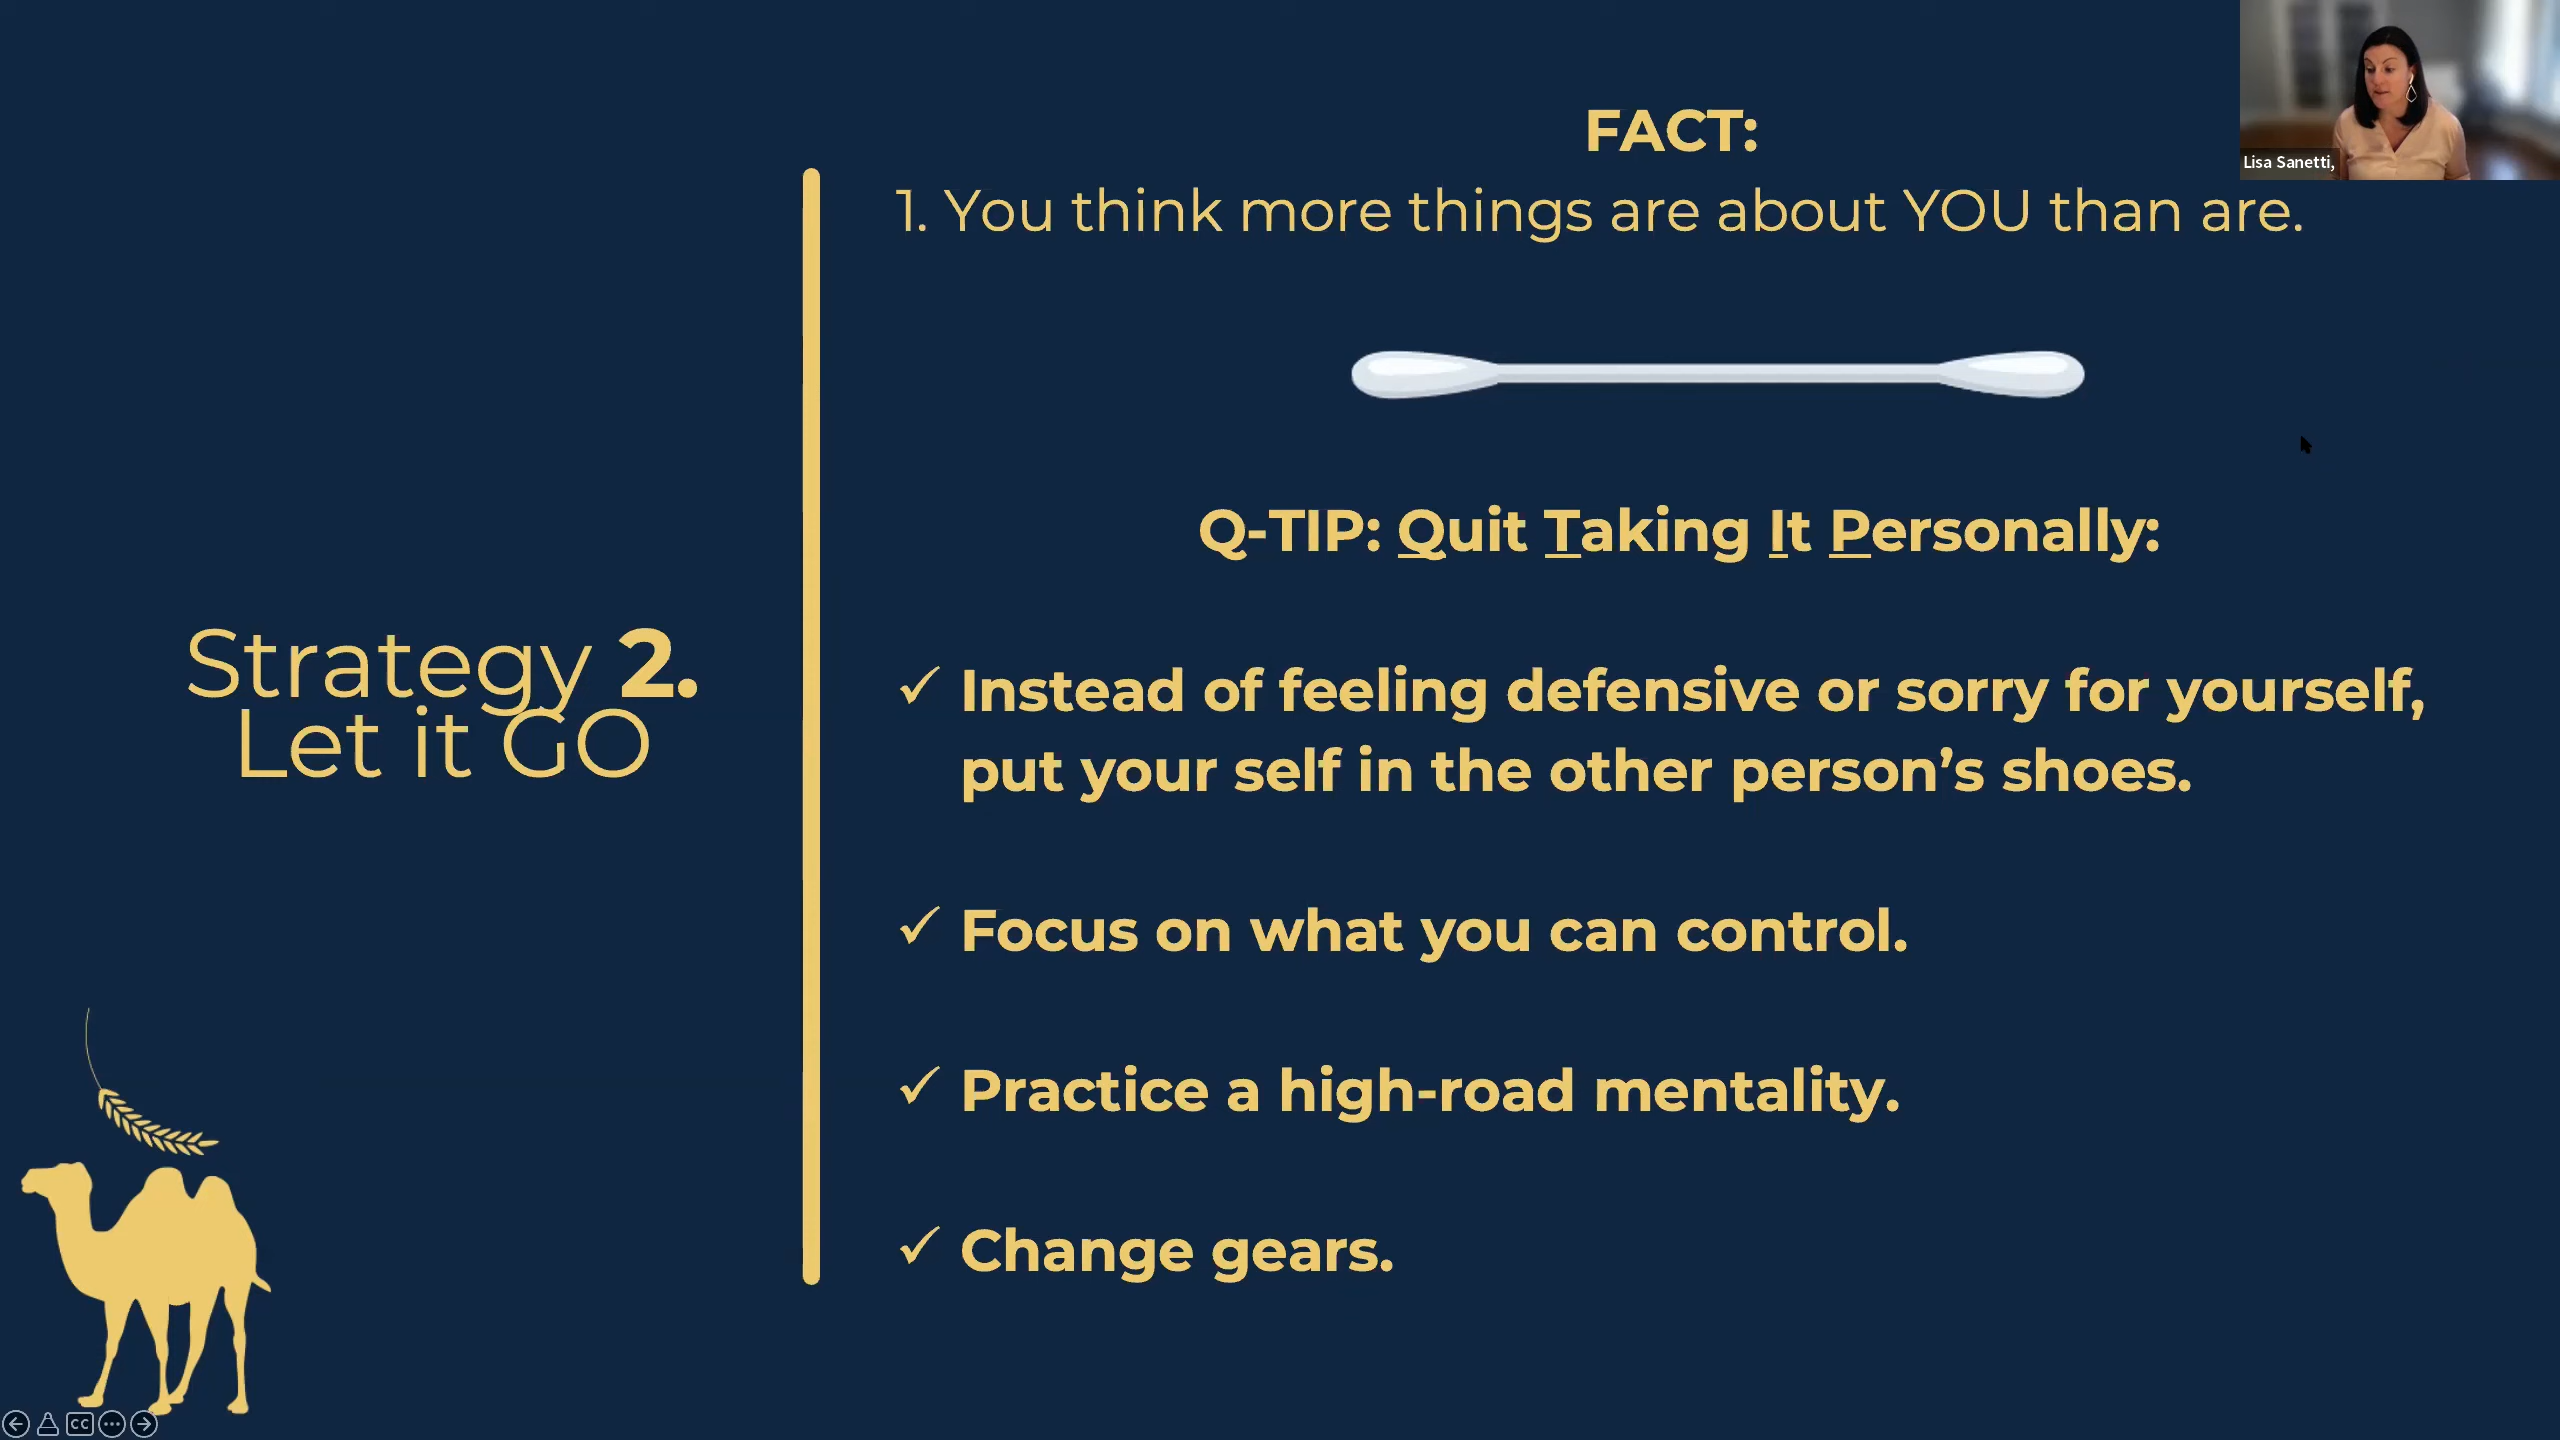 FACT:
1. You think more things are about YOU than are.
Lisa Sanetti,
Q-TIP: Quit Taking It Personally:
Strategy 2.
Let it GO
✓ Instead of feeling defensive or sorry for yourself,
put your self in the other person’s shoes.
✓ Focus on what you can control.
✓ Practice a high-road mentality.
✓ Change gears.
CC